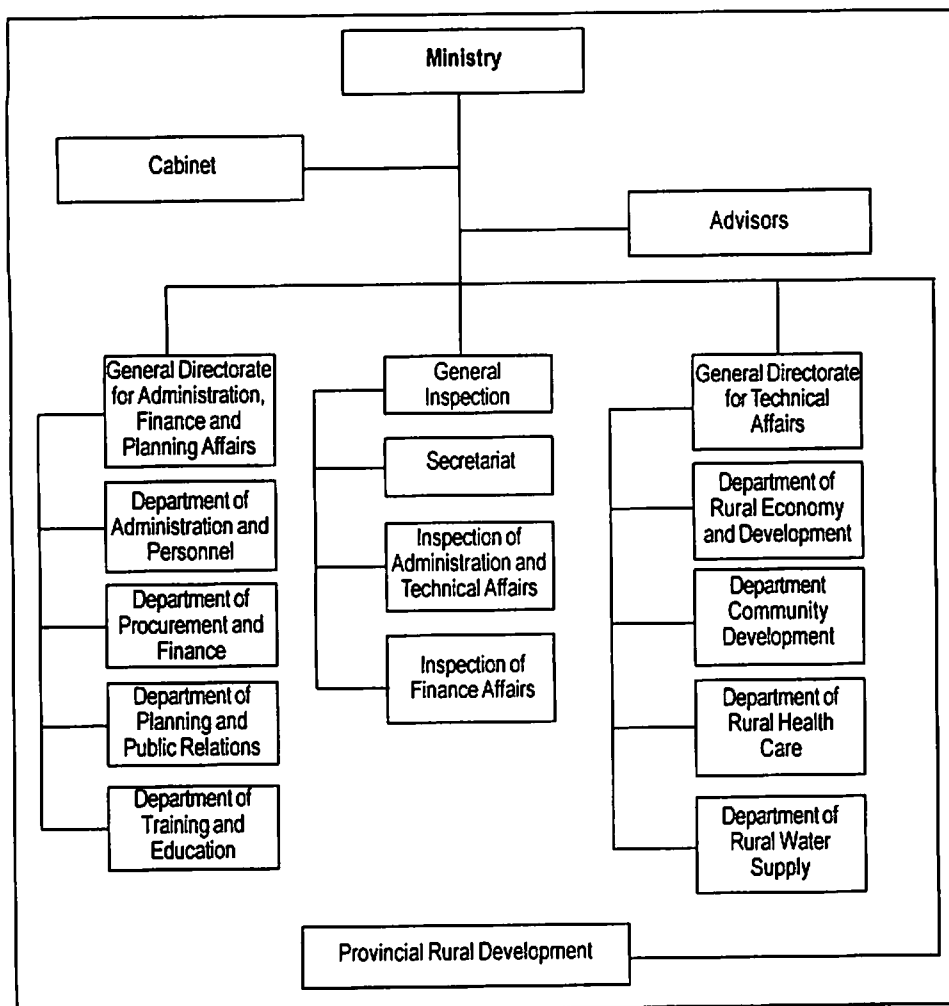 Ministry
Cabinet
Advisors
General Directorate
for Administration,
Finance and
Planning Affairs
Department of
Administration and
Personnel
Department of
Procurement and
Finance
Department of
Planning and
Public Relations
Department of
Training and
Education
General
Inspection
Secretariat
Inspection of
Administration and
Technical Affairs
Inspection of
Finance Affairs
General Directorate
for Technical
Affairs
Department of
Rural Economy
and Development
Department
Community
Development
Department of
Rural Health
Care
Department of
Rural Water
Supply
Provincial Rural Development